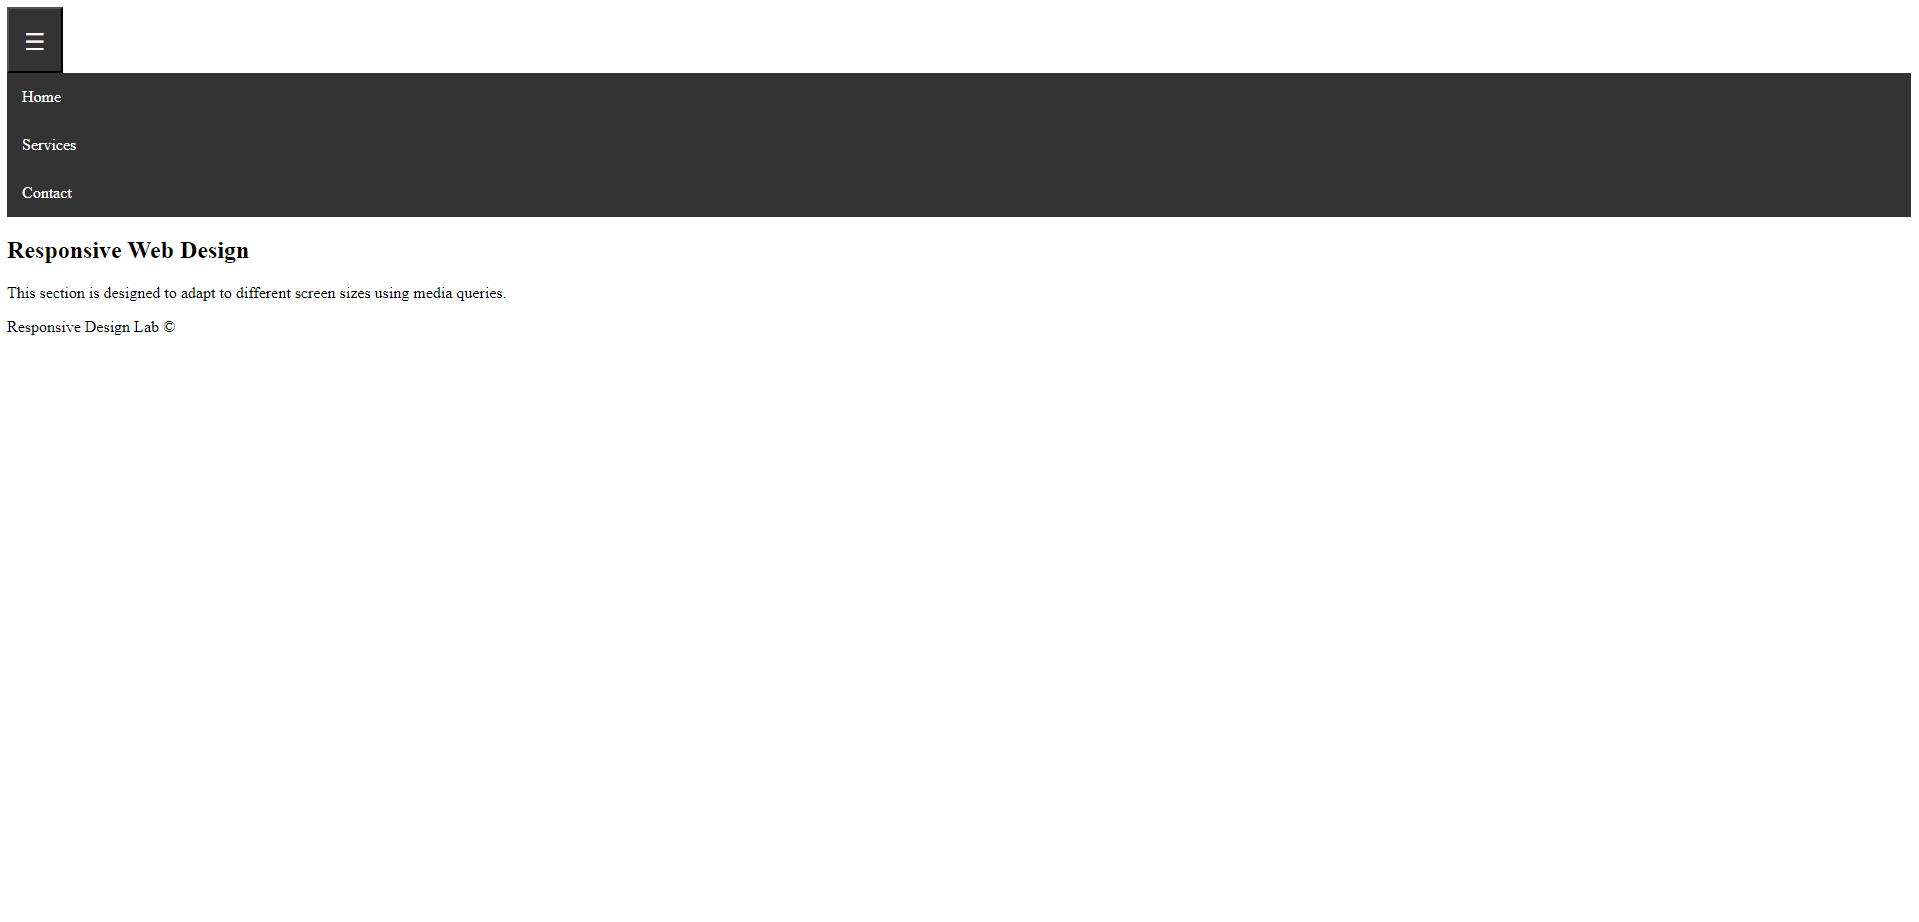 ☰
Home
Services
Contact
Responsive Web Design
This section is designed to adapt to different screen sizes using media queries.
Responsive Design Lab ©